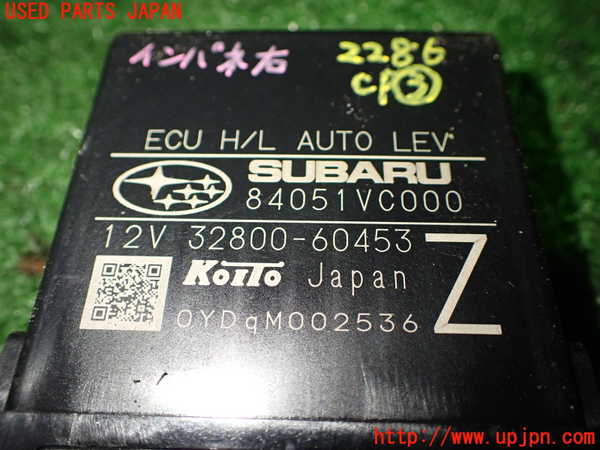 USED PARTS JAPAN
インパネ右
2286
CP③
ECU H/L AUTO LEV
SUBARU
84051VC000
12V 32800-60453
Z
KOITO Japan
0YDqM002536
http://www.upjpn.com/